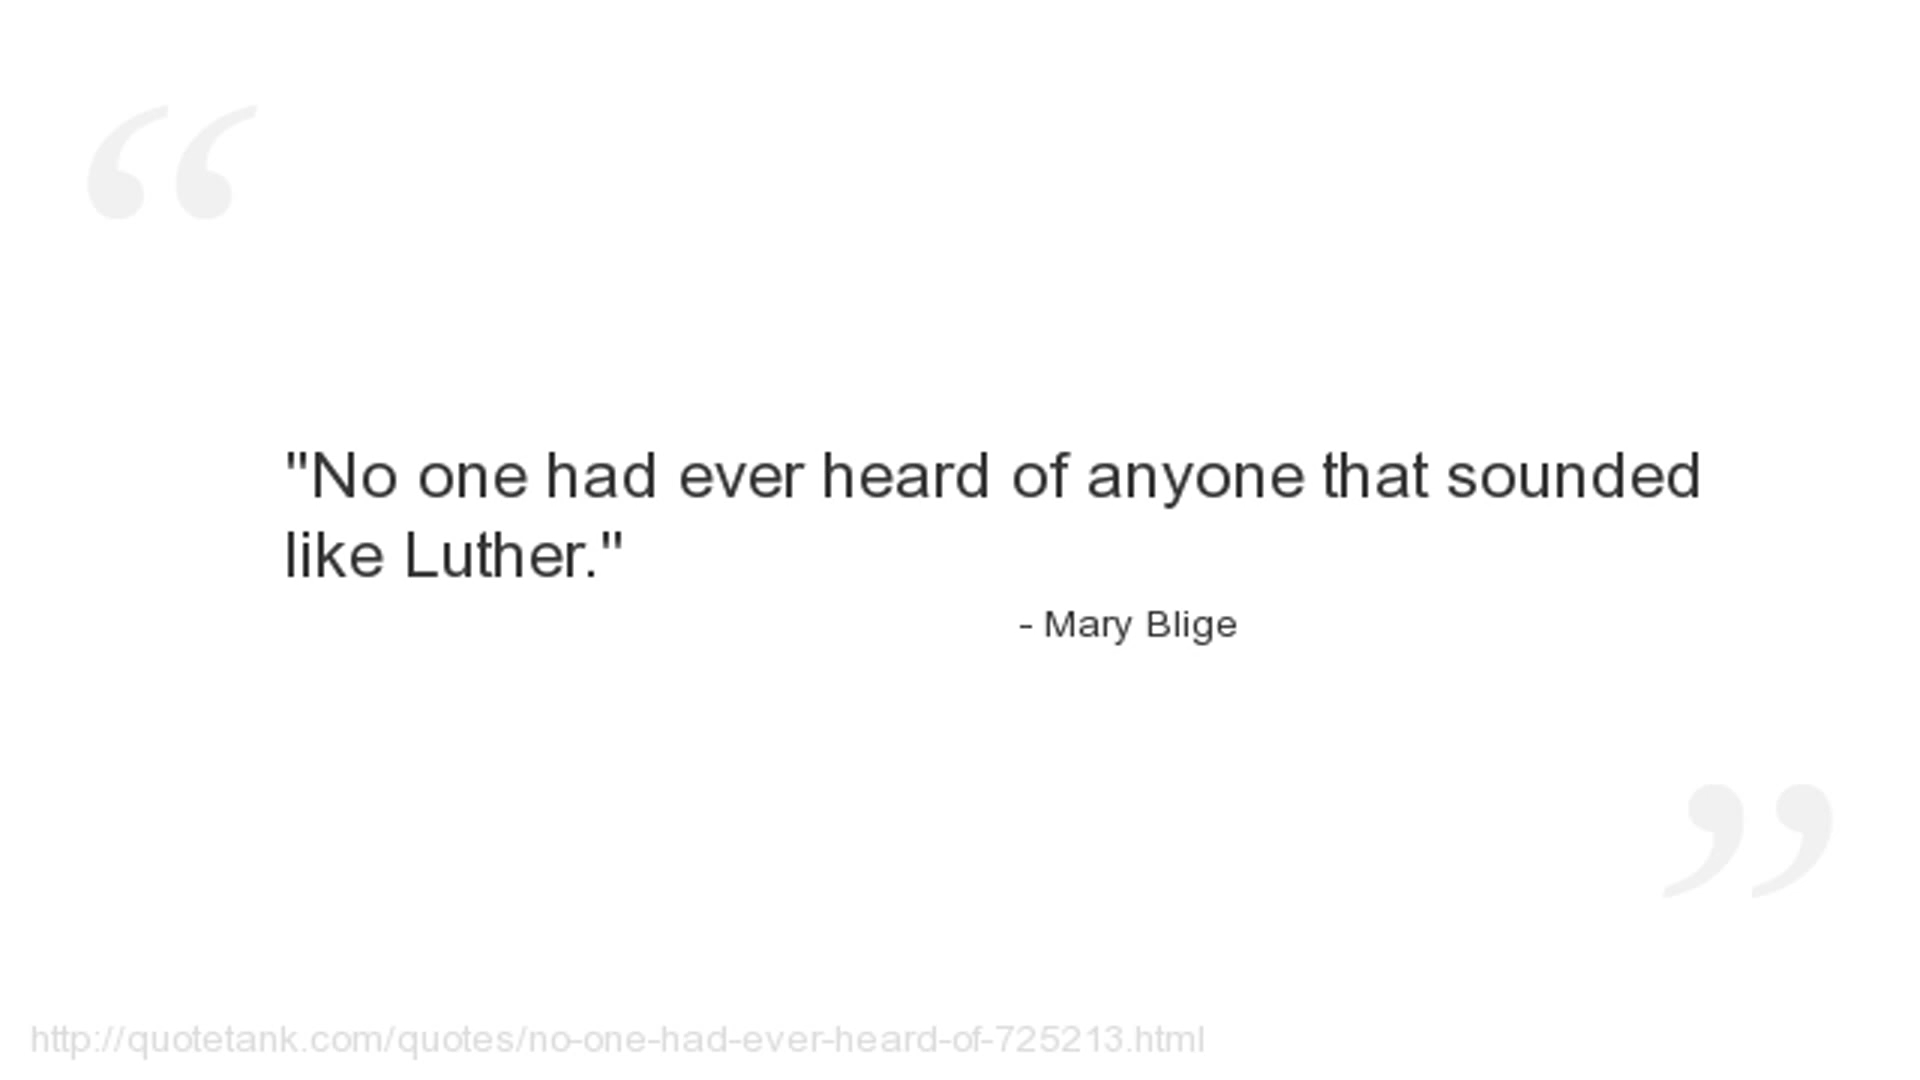 "No one had ever heard of anyone that sounded
like Luther."
- Mary Blige
http://quotetank.com/quotes/no-one-had-ever-heard-of-725213.html